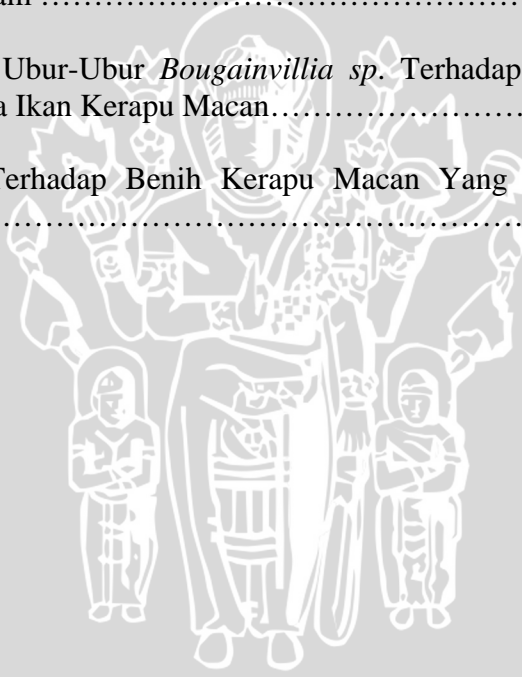 Ubur-Ubur Bougainvillia sp. Terhadap
a Ikan Kerapu Macan……………………
Terhadap Benih Kerapu Macan Yang
………………………………………………